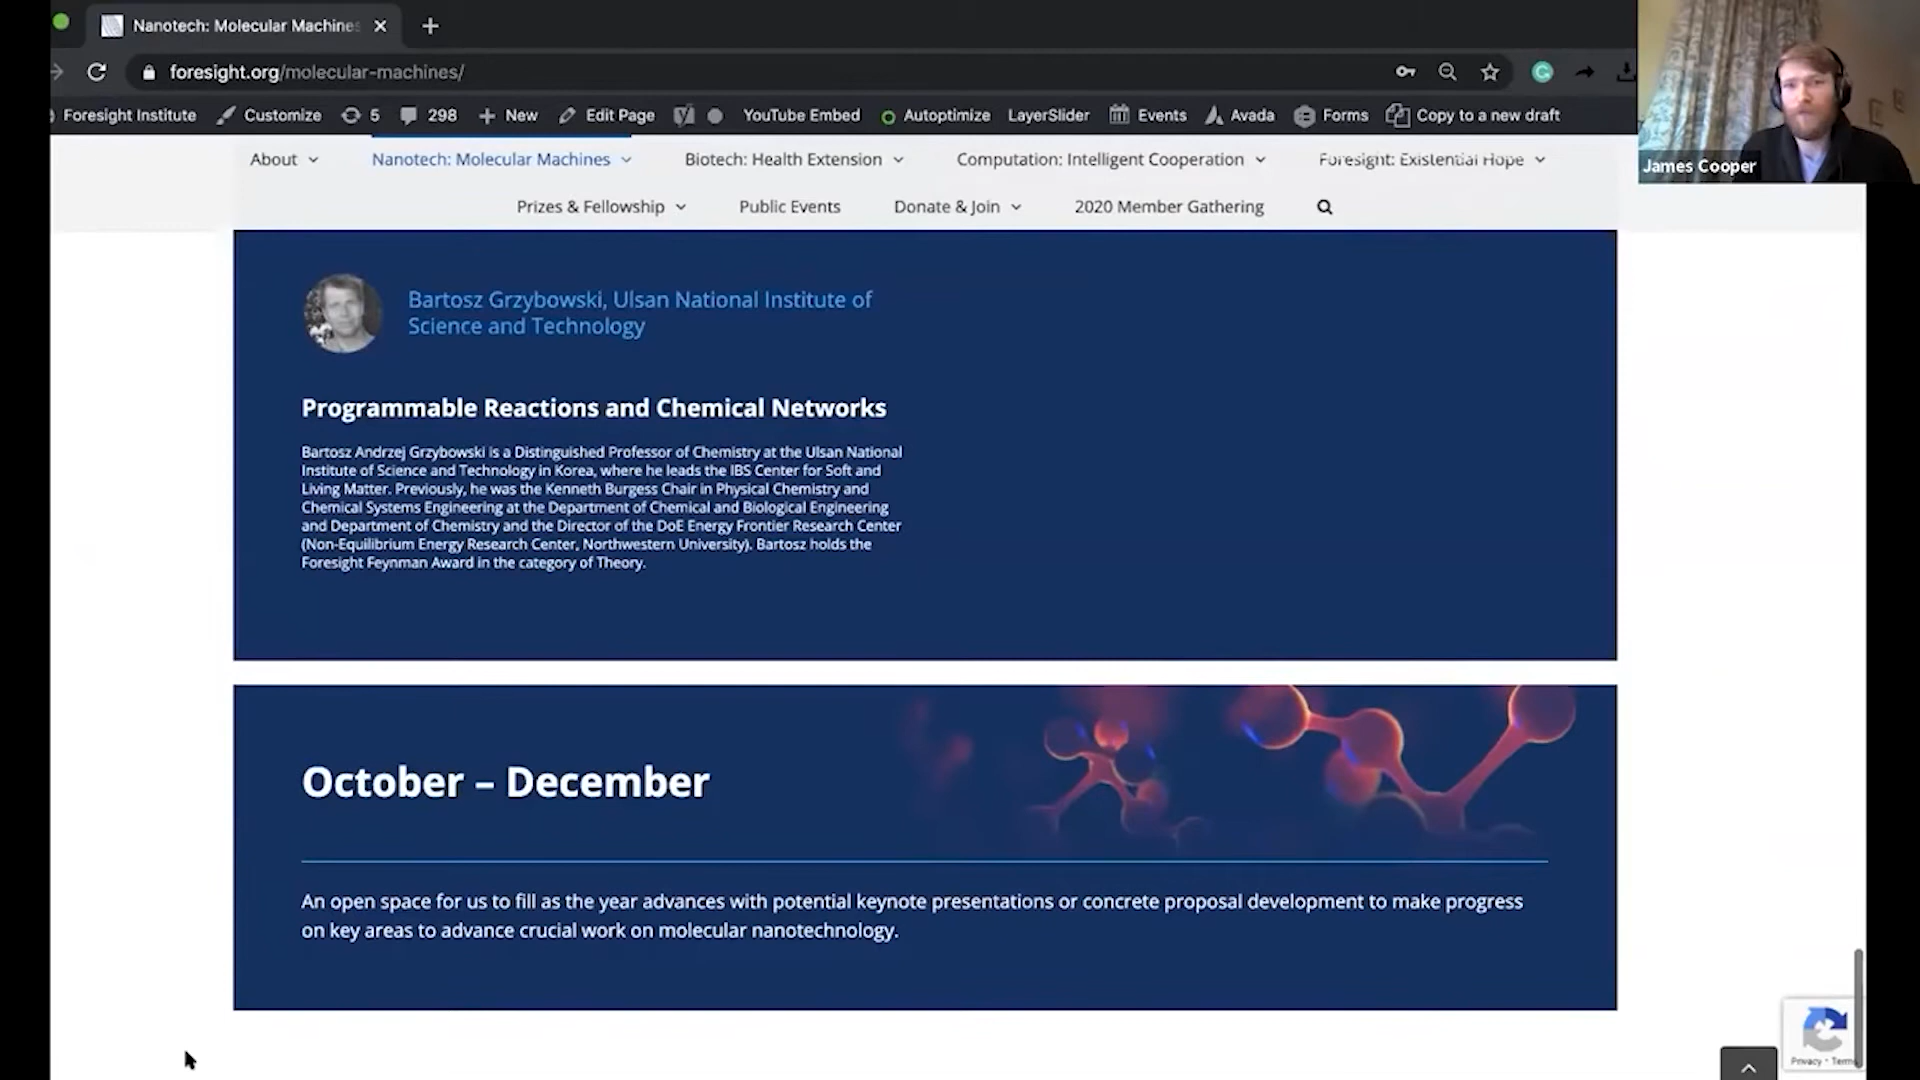 Nanotech: Molecular Machines
foresight.org/molecular-machines/
Foresight Institute Customize 5 298 New Edit Page YouTube Embed Autoptimize LayerSlider Events Avada Forms Copy to a new draft
James Cooper
About Nanotech: Molecular Machines Biotech: Health Extension Computation: Intelligent Cooperation Foresight: Existential Hope
Prizes & Fellowship Public Events Donate & Join 2020 Member Gathering
Bartosz Grzybowski, Ulsan National Institute of
Science and Technology
Programmable Reactions and Chemical Networks
Bartosz Andrzej Grzybowski is a Distinguished Professor of Chemistry at the Ulsan National
Institute of Science and Technology in Korea, where he leads the IBS Center for Soft and
Living Matter. Previously, he was the Kenneth Burgess Chair in Physical Chemistry and
Chemical Systems Engineering at the Department of Chemical and Biological Engineering
and Department of Chemistry and the Director of the DoE Energy Frontier Research Center
(Non-Equilibrium Energy Research Center, Northwestern University). Bartosz holds the
Foresight Feynman Award in the category of Theory.
October – December
An open space for us to fill as the year advances with potential keynote presentations or concrete proposal development to make progress
on key areas to advance crucial work on molecular nanotechnology.
Privacy - Terms